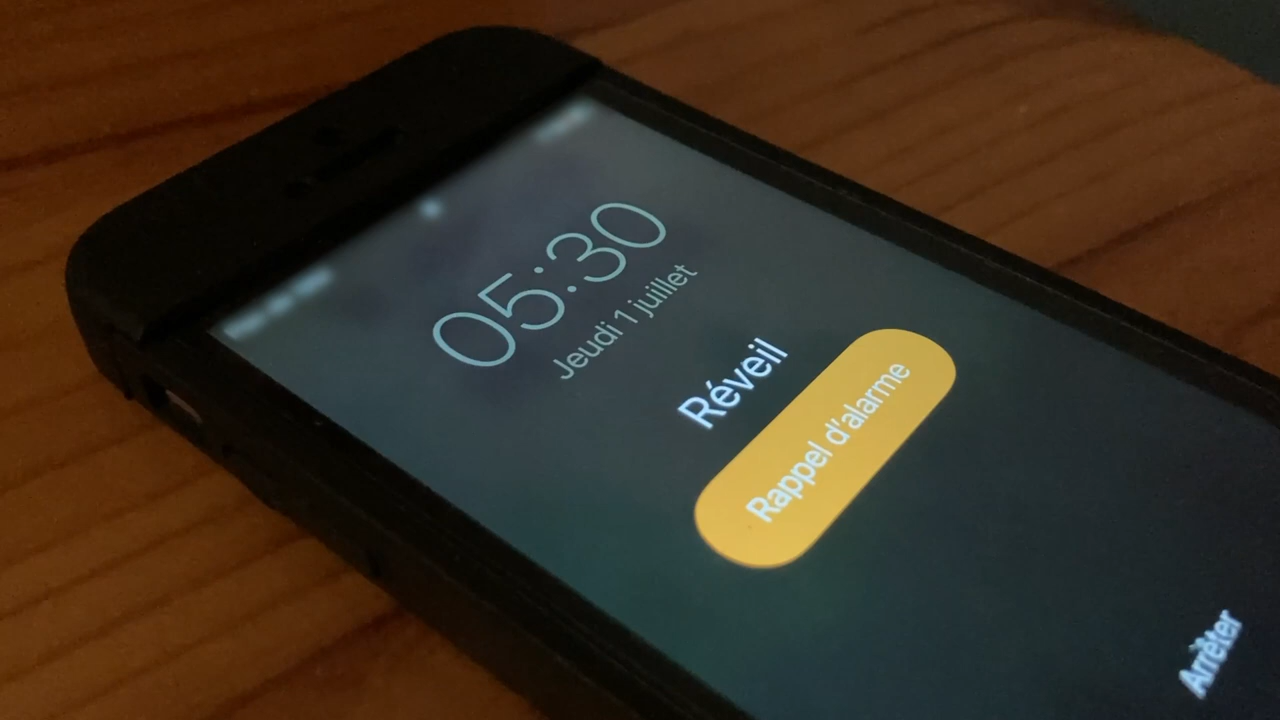 05:30
Jeudi 1 juillet
Réveil
Rappel d'alarme
Arrêter